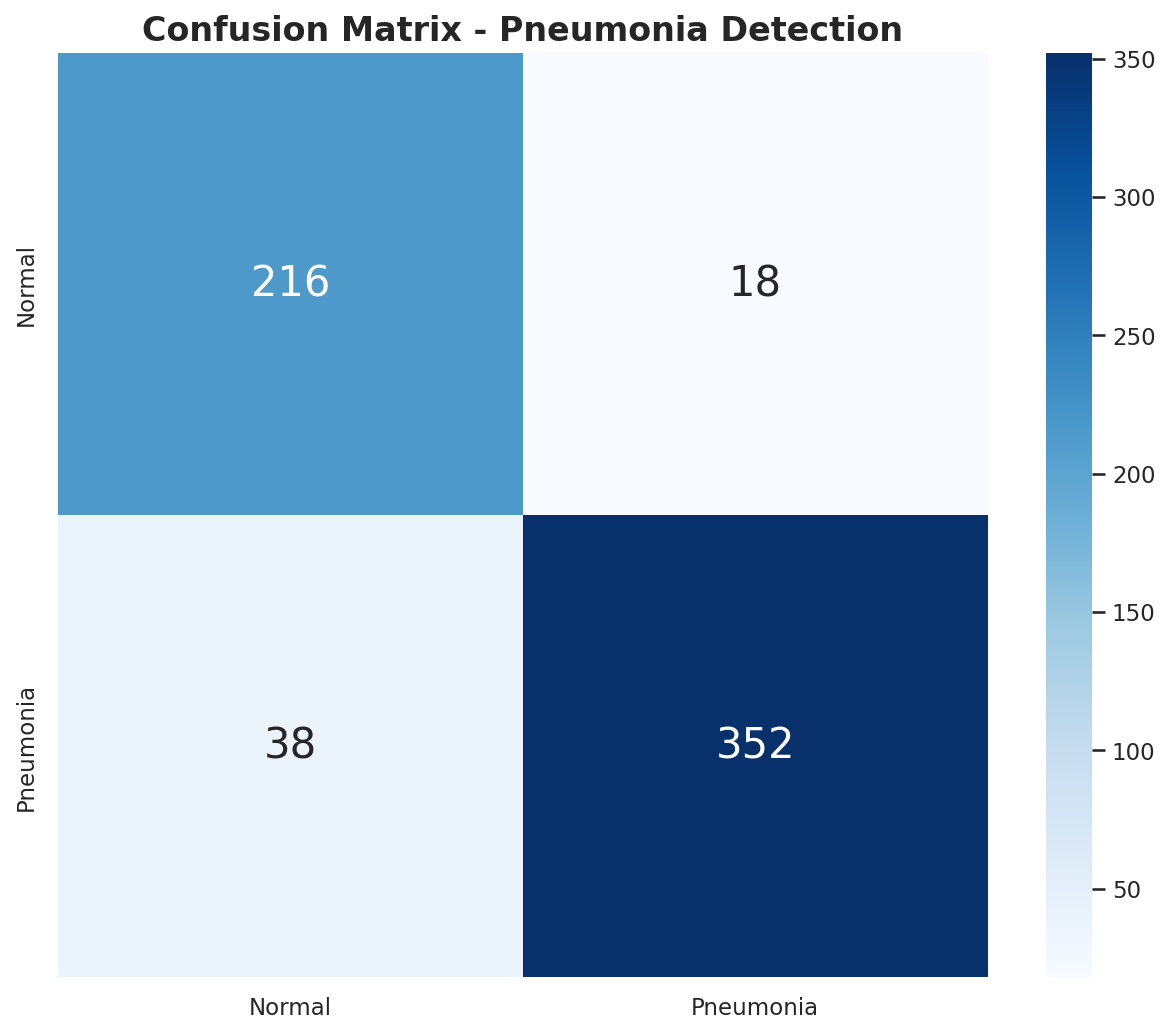 Confusion Matrix - Pneumonia Detection
Normal
216
18
Pneumonia
38
352
Normal
Pneumonia
350
300
250
200
150
100
50